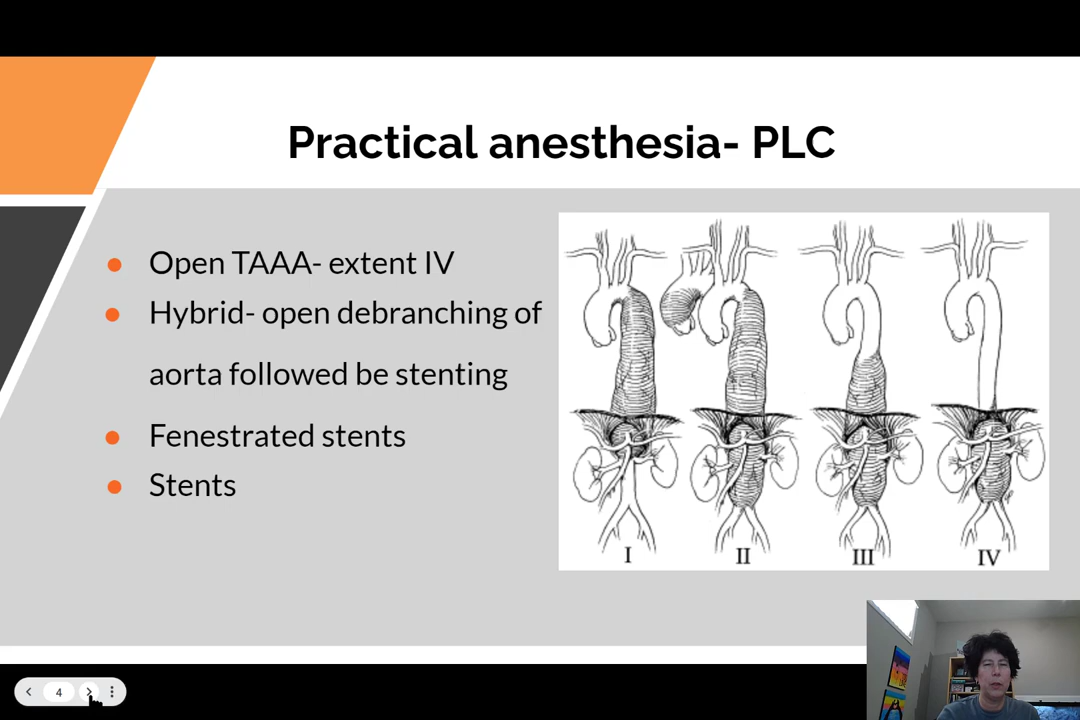 Practical anesthesia- PLC
Open TAAA- extent IV
Hybrid- open debranching of
aorta followed be stenting
Fenestrated stents
Stents
I II III IV
4